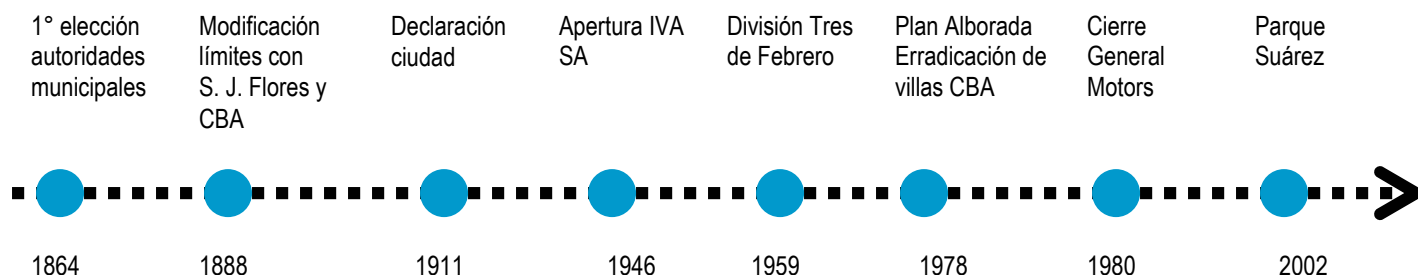 1° elección
autoridades
municipales
Modificación
límites con
S. J. Flores y
CBA
Declaración
ciudad
Apertura IVA
SA
División Tres
de Febrero
Plan Alborada
Erradicación de
villas CBA
Cierre
General
Motors
Parque
Suárez
1864
1888
1911
1946
1959
1978
1980
2002